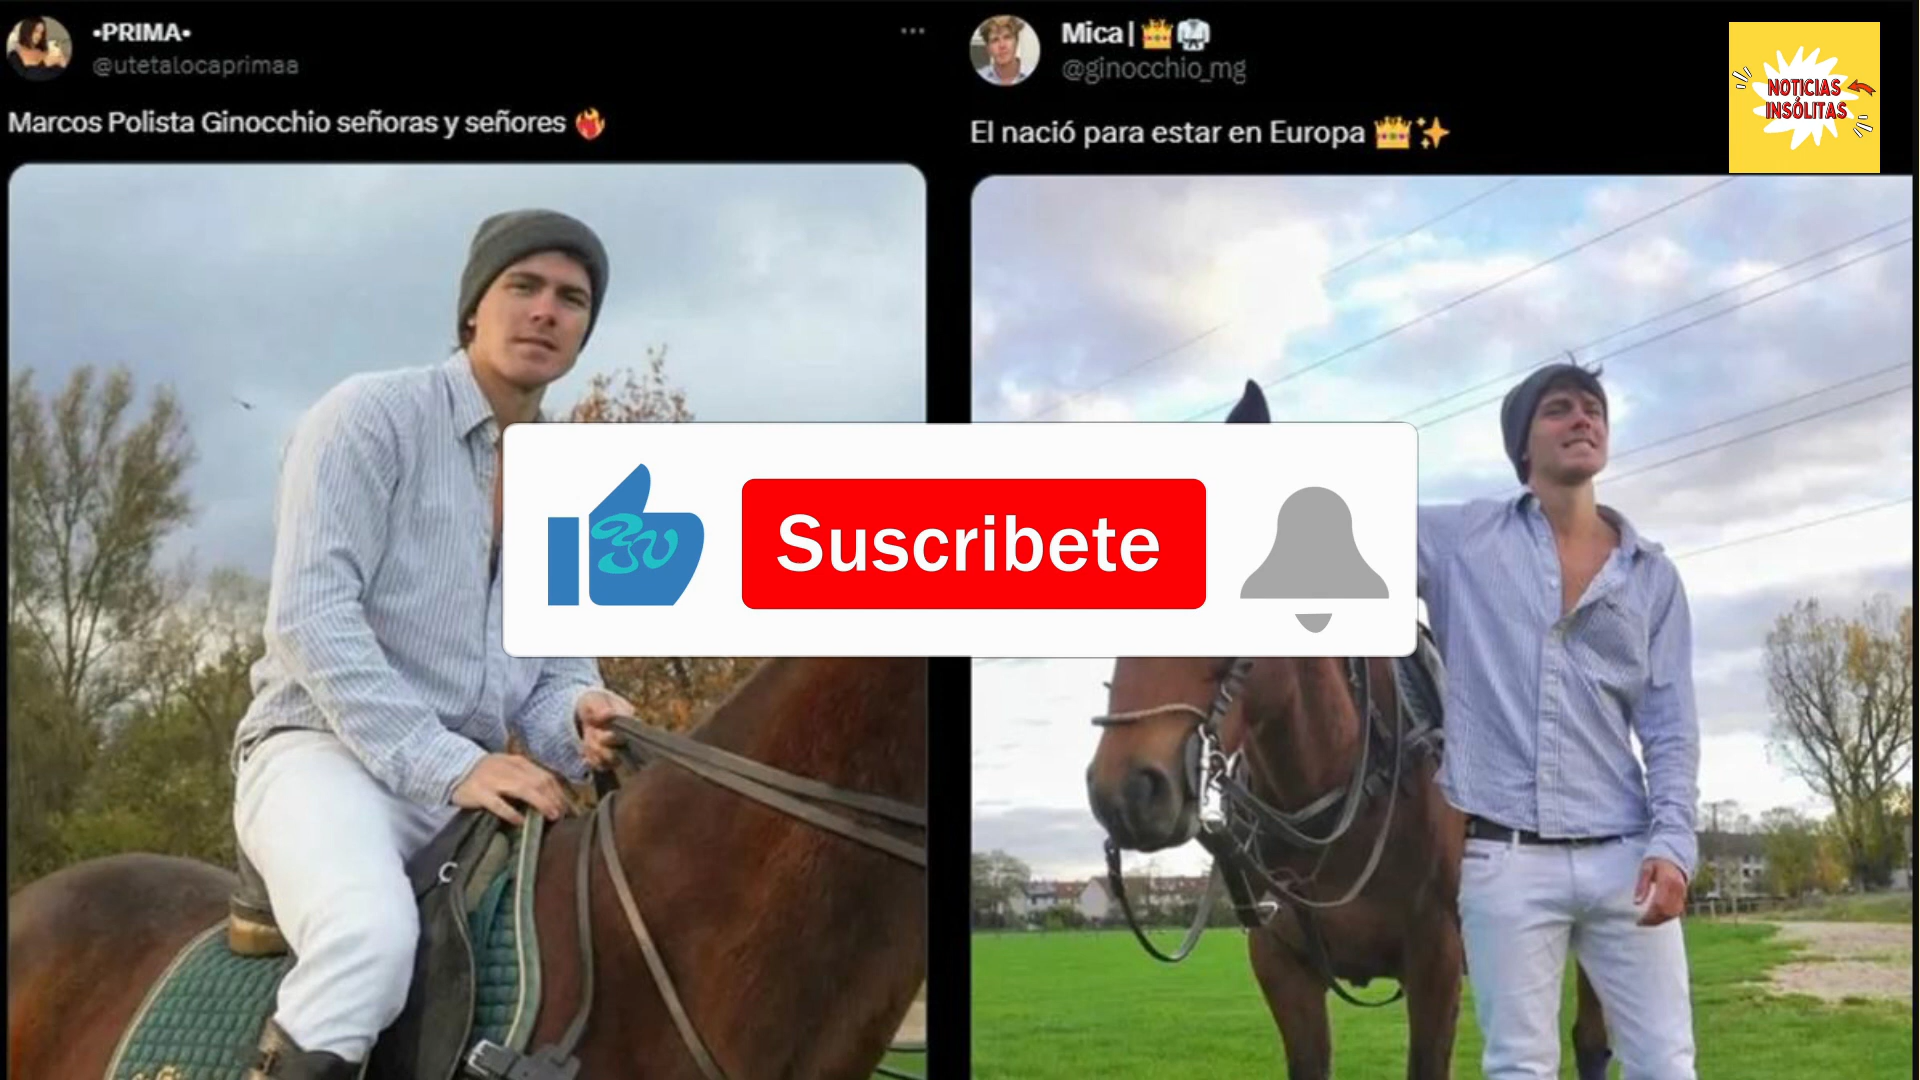 •PRIMA•
@utetalocaprimaa
Marcos Polista Ginocchio señoras y señores ❤️‍🔥
Mica | 👑🥋
@ginocchio_mg
El nació para estar en Europa 👑✨
NOTICIAS
INSÓLITAS
Suscribete